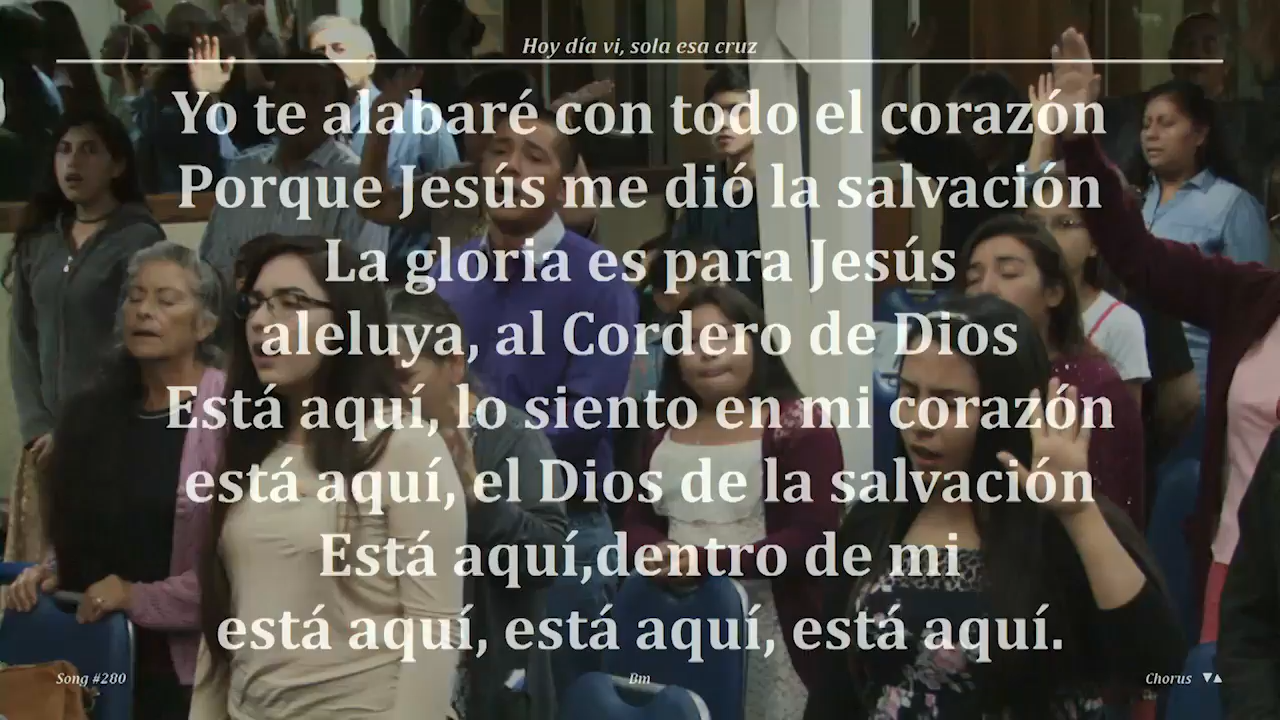 Hoy día vi, sola esa cruz
Yo te alabaré con todo el corazón
Porque Jesús me dió la salvación
La gloria es para Jesús
aleluya, al Cordero de Dios
Está aquí, lo siento en mi corazón
está aquí, el Dios de la salvación
Está aquí,dentro de mi
está aquí, está aquí, está aquí.
Song #280 Bm Chorus ▼▲